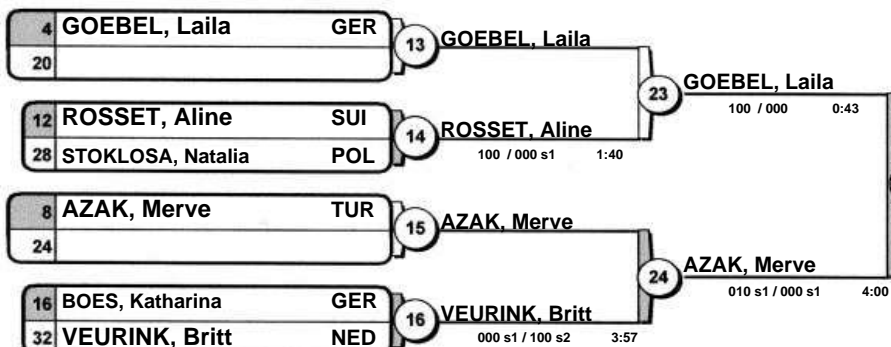 4 GOEBEL, Laila GER
20
13 GOEBEL, Laila
12 ROSSET, Aline SUI
28 STOKLOSA, Natalia POL
14 ROSSET, Aline
100 / 000 s1 1:40
23 GOEBEL, Laila
100 / 000 0:43
8 AZAK, Merve TUR
24
15 AZAK, Merve
16 BOES, Katharina GER
32 VEURINK, Britt NED
16 VEURINK, Britt
000 s1 / 100 s2 3:57
24 AZAK, Merve
010 s1 / 000 s1 4:00